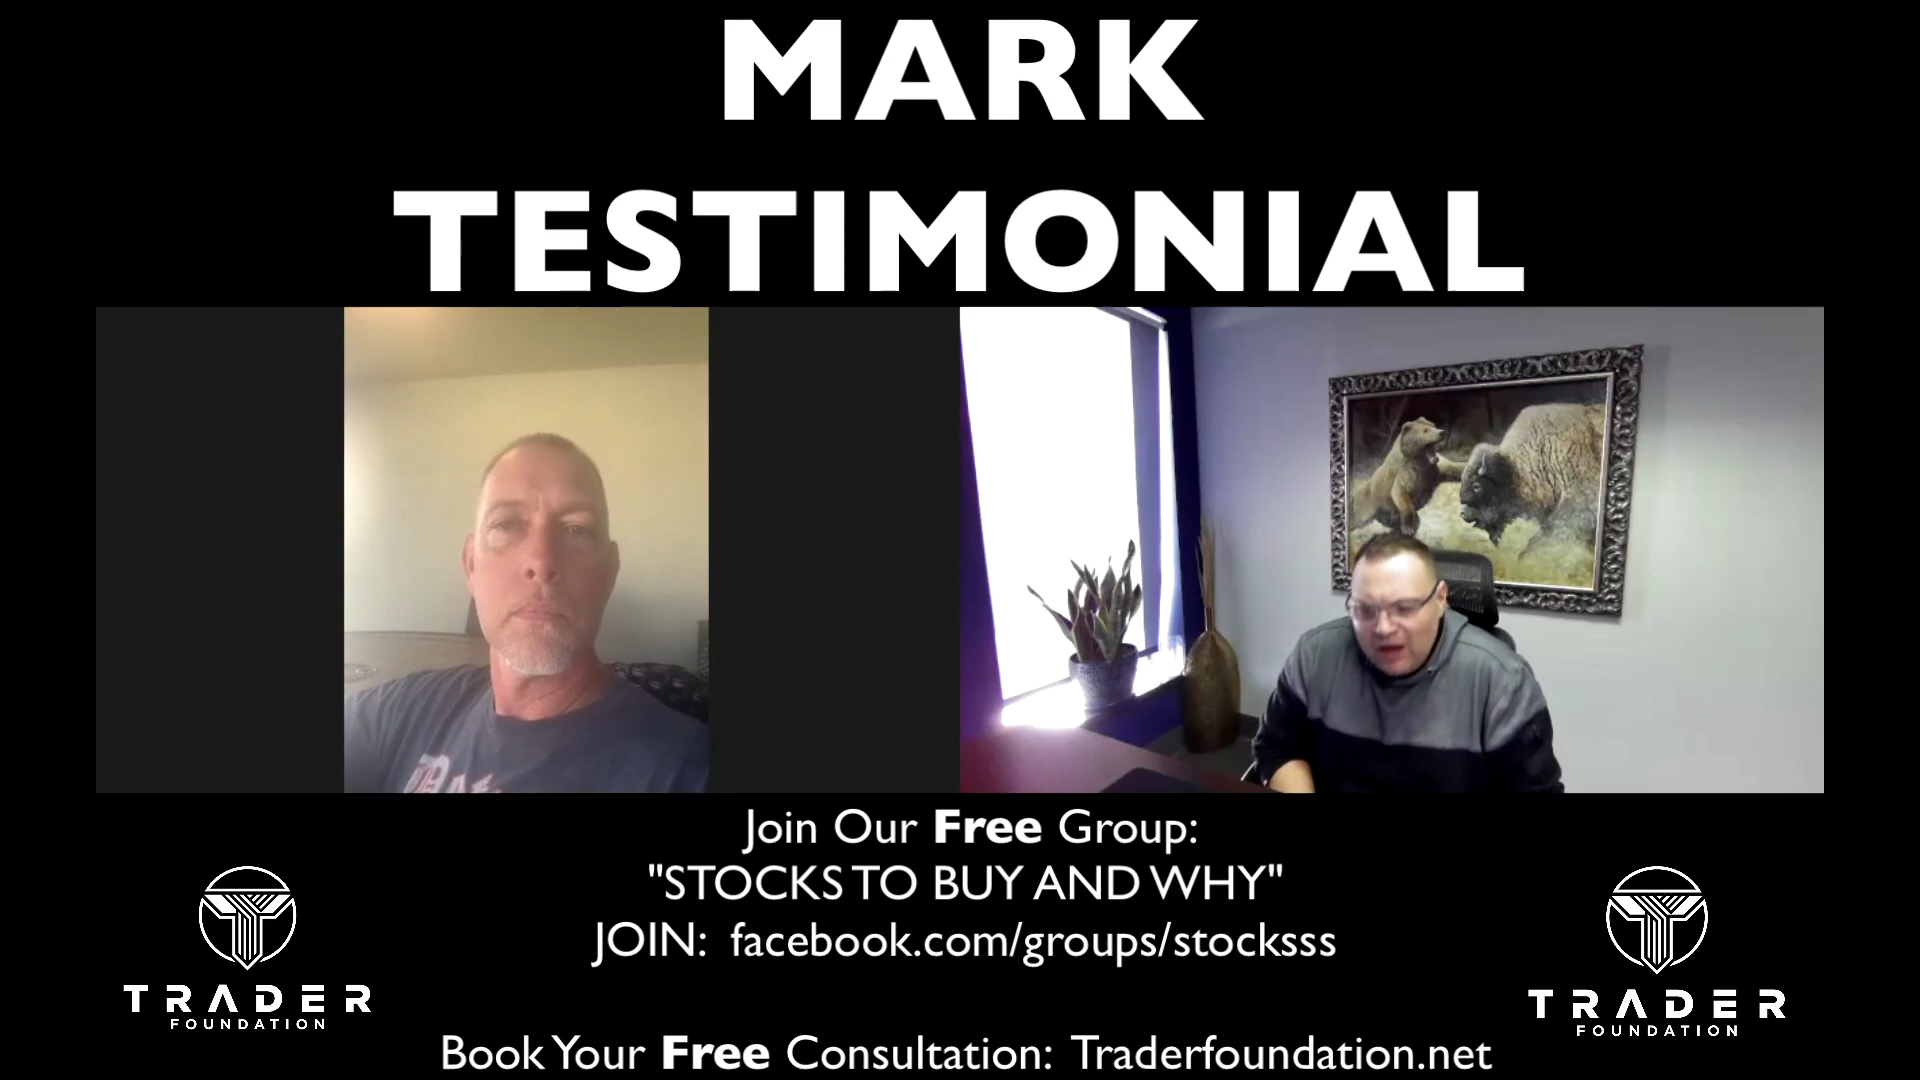 MARK
TESTIMONIAL
Join Our Free Group:
"STOCKS TO BUY AND WHY"
JOIN: facebook.com/groups/stocksss
TRADER
FOUNDATION
TRADER
FOUNDATION
Book Your Free Consultation: Traderfoundation.net